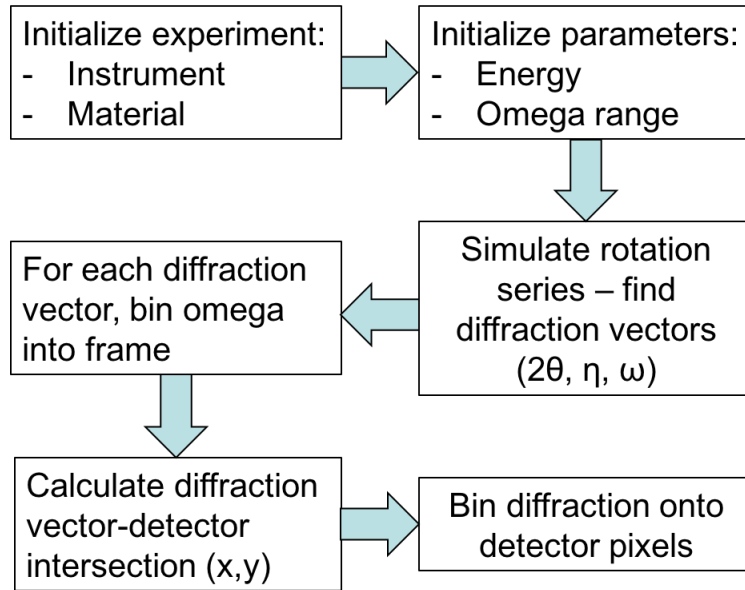 Initialize experiment:
- Instrument
- Material
Initialize parameters:
- Energy
- Omega range
Simulate rotation
series – find
diffraction vectors
(2θ, η, ω)
For each diffraction
vector, bin omega
into frame
Calculate diffraction
vector-detector
intersection (x,y)
Bin diffraction onto
detector pixels